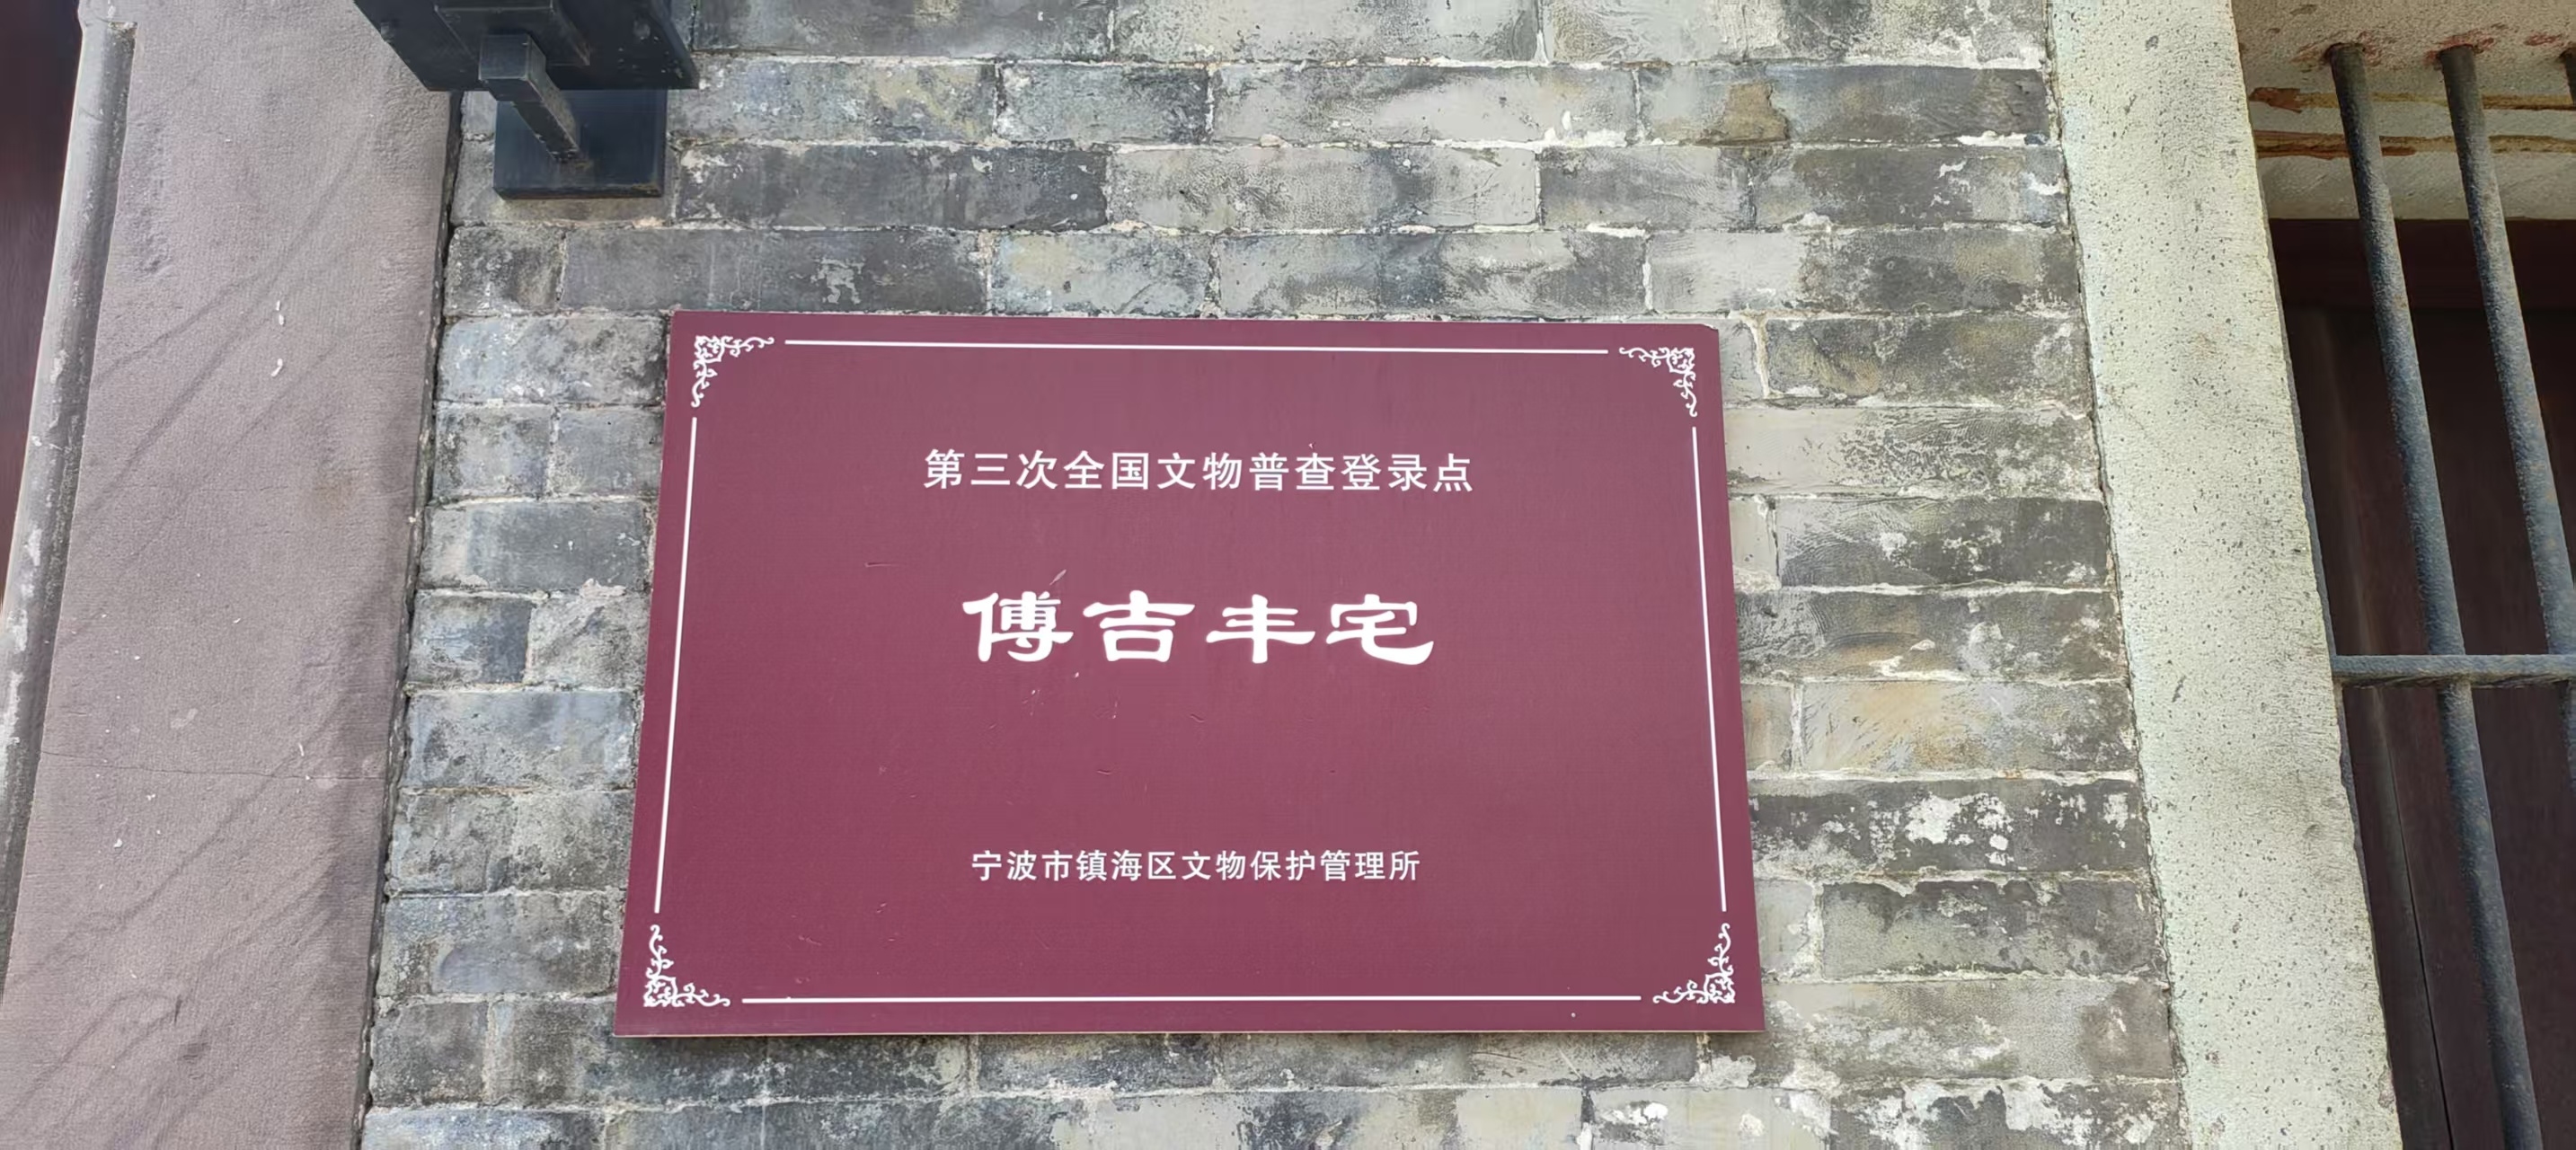 第三次全国文物普查登录点
傅吉丰宅
宁波市镇海区文物保护管理所